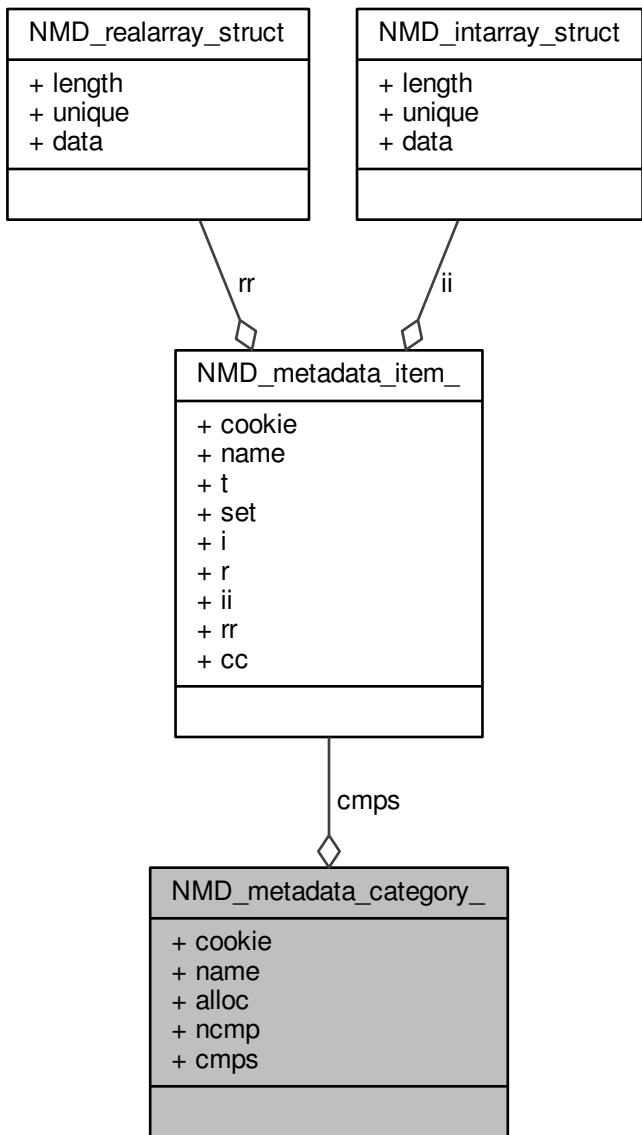 NMD_realarray_struct
+ length
+ unique
+ data
NMD_intarray_struct
+ length
+ unique
+ data
rr
ii
NMD_metadata_item_
+ cookie
+ name
+ t
+ set
+ i
+ r
+ ii
+ rr
+ cc
cmps
NMD_metadata_category_
+ cookie
+ name
+ alloc
+ ncmp
+ cmps